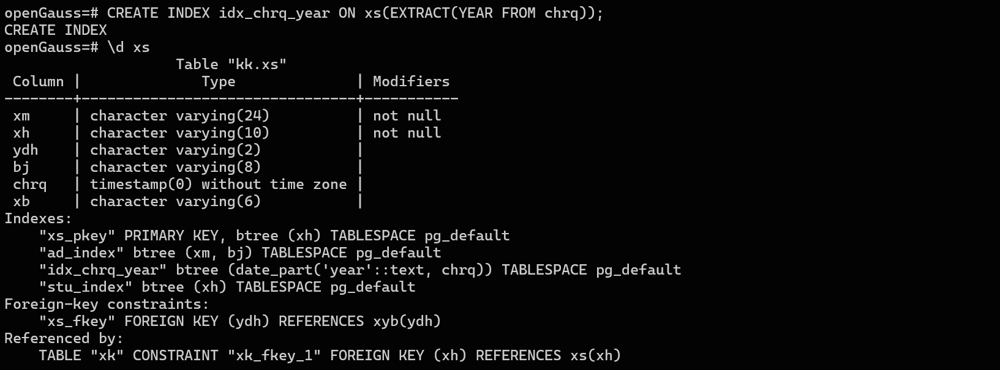 openGauss=# CREATE INDEX idx_chrq_year ON xs(EXTRACT(YEAR FROM chrq));
CREATE INDEX
openGauss=# \d xs
                    Table "kk.xs"
 Column |              Type              | Modifiers
--------+--------------------------------+-----------
 xm     | character varying(24)          | not null
 xh     | character varying(10)          | not null
 ydh    | character varying(2)           |
 bj     | character varying(8)           |
 chrq   | timestamp(0) without time zone |
 xb     | character varying(6)           |
Indexes:
    "xs_pkey" PRIMARY KEY, btree (xh) TABLESPACE pg_default
    "ad_index" btree (xm, bj) TABLESPACE pg_default
    "idx_chrq_year" btree (date_part('year'::text, chrq)) TABLESPACE pg_default
    "stu_index" btree (xh) TABLESPACE pg_default
Foreign-key constraints:
    "xs_fkey" FOREIGN KEY (ydh) REFERENCES xyb(ydh)
Referenced by:
    TABLE "xk" CONSTRAINT "xk_fkey_1" FOREIGN KEY (xh) REFERENCES xs(xh)